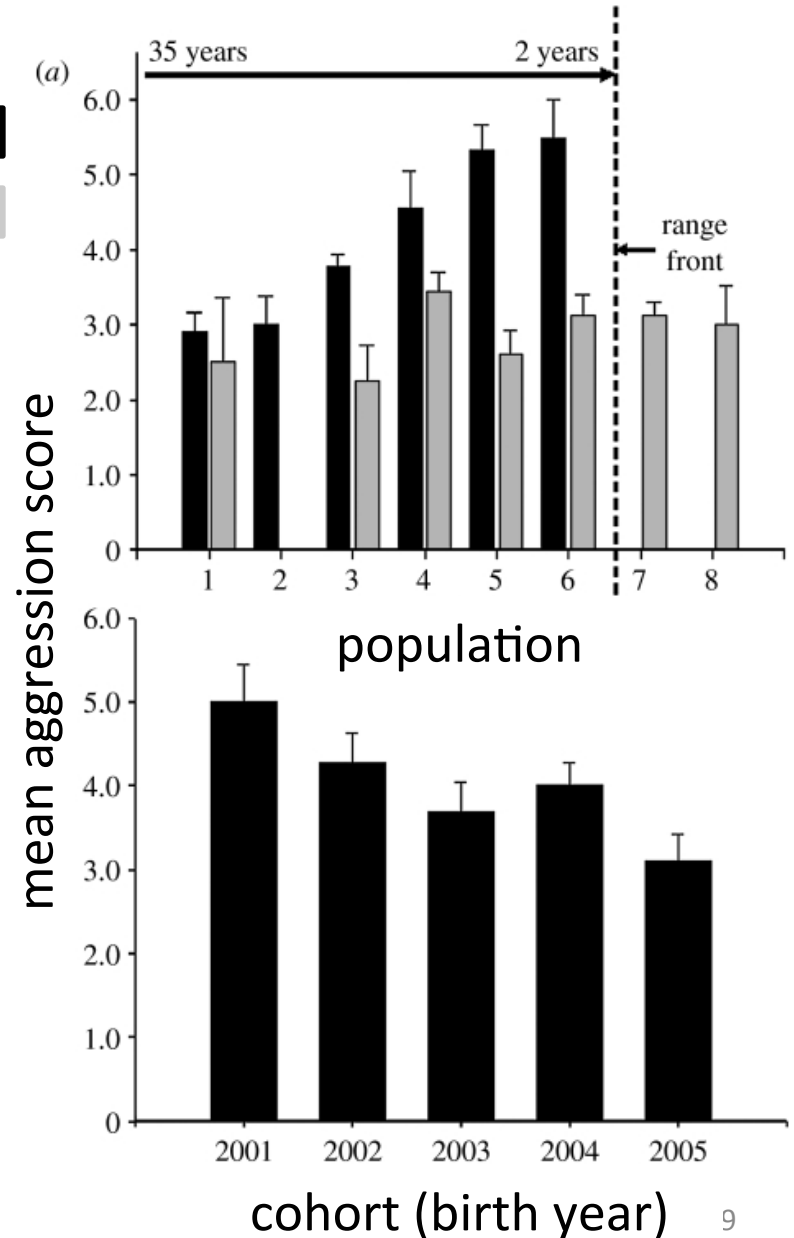 (a)
35 years 2 years
6.0
5.0
4.0
3.0
2.0
1.0
0
range
front
1 2 3 4 5 6 7 8
population
mean aggression score
6.0
5.0
4.0
3.0
2.0
1.0
0
2001 2002 2003 2004 2005
cohort (birth year)
9